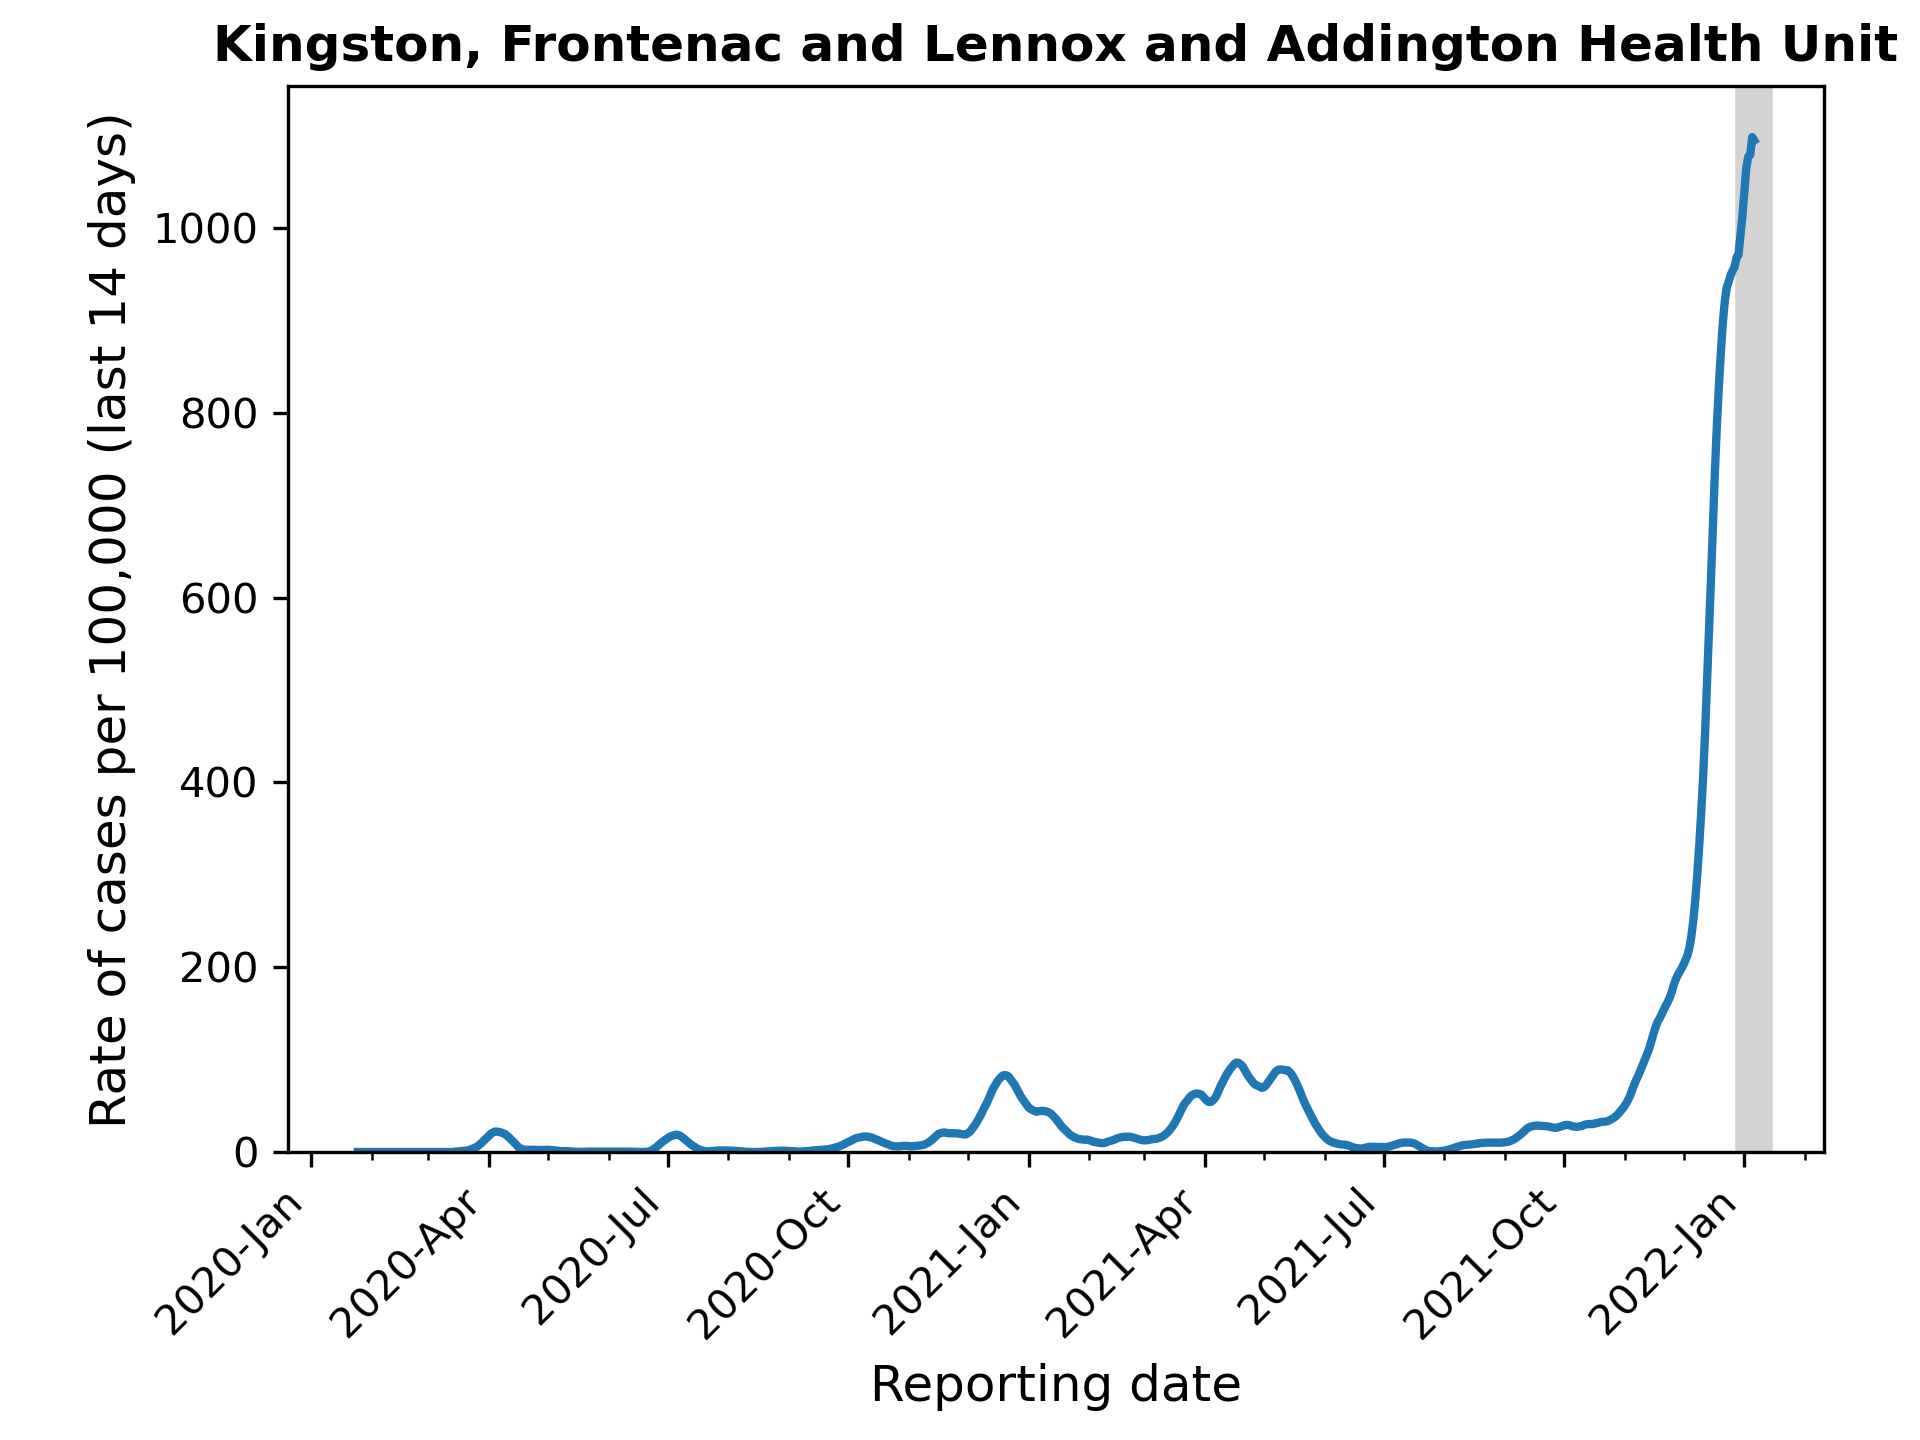 Kingston, Frontenac and Lennox and Addington Health Unit
Rate of cases per 100,000 (last 14 days)
1000
800
600
400
200
0
2020-Jan
2020-Apr
2020-Jul
2020-Oct
2021-Jan
2021-Apr
2021-Jul
2021-Oct
2022-Jan
Reporting date